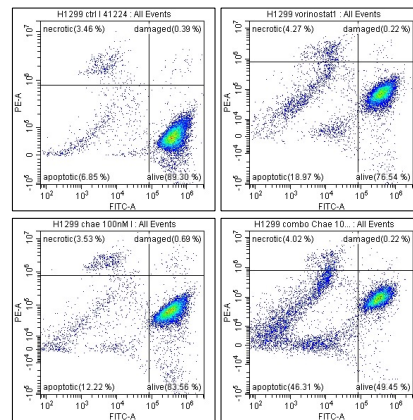 H1299 ctrl I 41224 : All Events
necrotic(3.46 %) damaged(0.39 %)
apoptotic(6.85 %) alive(89.30 %)
PE-A
FITC-A
H1299 vorinostat1 : All Events
necrotic(4.27 %) damaged(0.22 %)
apoptotic(18.97 %) alive(76.54 %)
PE-A
FITC-A
H1299 chae 100nM I : All Events
necrotic(3.53 %) damaged(0.69 %)
apoptotic(12.22 %) alive(83.56 %)
PE-A
FITC-A
H1299 combo Chae 10... : All Events
necrotic(4.02 %) damaged(0.22 %)
apoptotic(46.31 %) alive(49.45 %)
PE-A
FITC-A